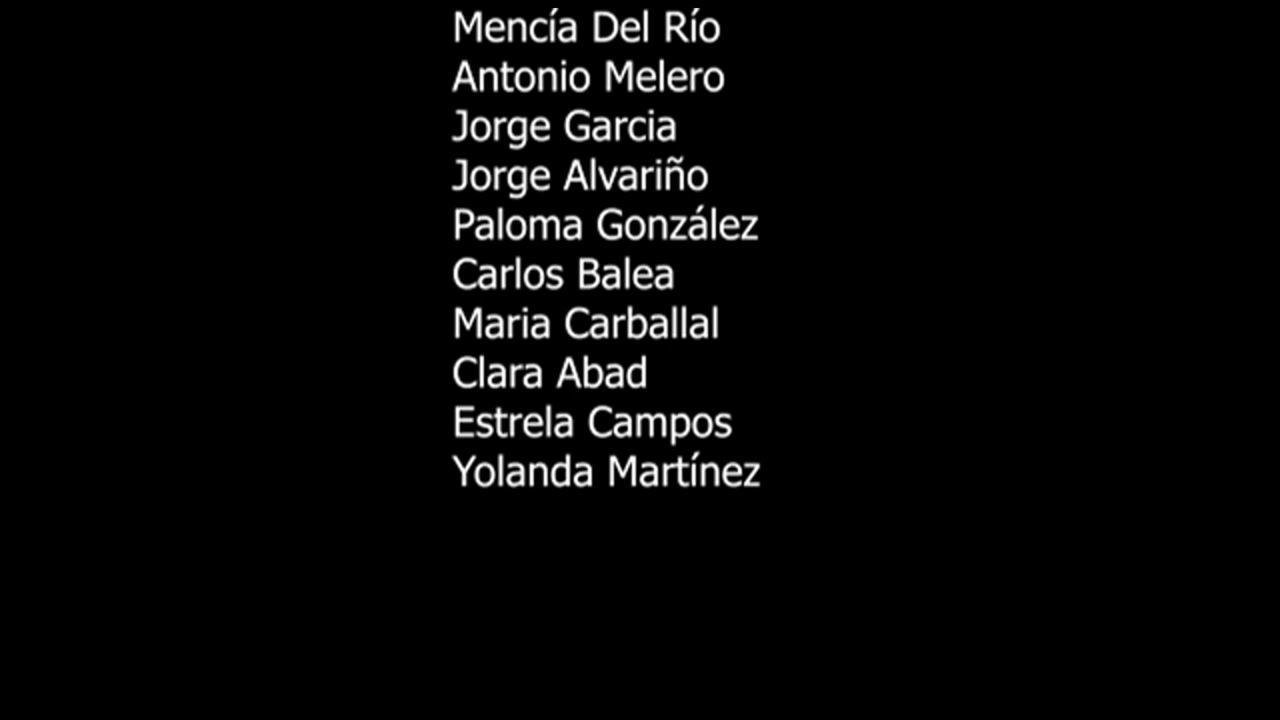 Mencía Del Río
Antonio Melero
Jorge Garcia
Jorge Alvariño
Paloma González
Carlos Balea
Maria Carballal
Clara Abad
Estrela Campos
Yolanda Martínez